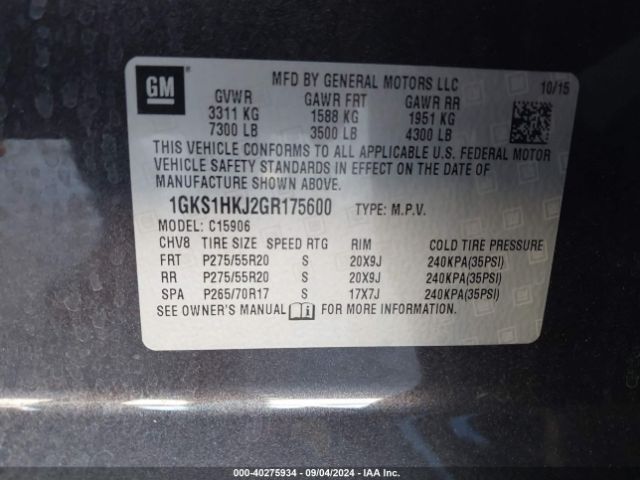 GM
MFD BY GENERAL MOTORS LLC 10/15
GVWR GAWR FRT GAWR RR
3311 KG 1588 KG 1951 KG
7300 LB 3500 LB 4300 LB
THIS VEHICLE CONFORMS TO ALL APPLICABLE U.S. FEDERAL MOTOR
VEHICLE SAFETY STANDARDS IN EFFECT ON THE DATE OF
MANUFACTURE SHOWN ABOVE.
1GKS1HKJ2GR175600 TYPE: M.P.V.
MODEL: C15906
CHV8 TIRE SIZE SPEED RTG RIM COLD TIRE PRESSURE
FRT P275/55R20 S 20X9J 240KPA(35PSI)
RR P275/55R20 S 20X9J 240KPA(35PSI)
SPA P265/70R17 S 17X7J 240KPA(35PSI)
SEE OWNER'S MANUAL FOR MORE INFORMATION.
000-40275934 - 09/04/2024 - IAA Inc.